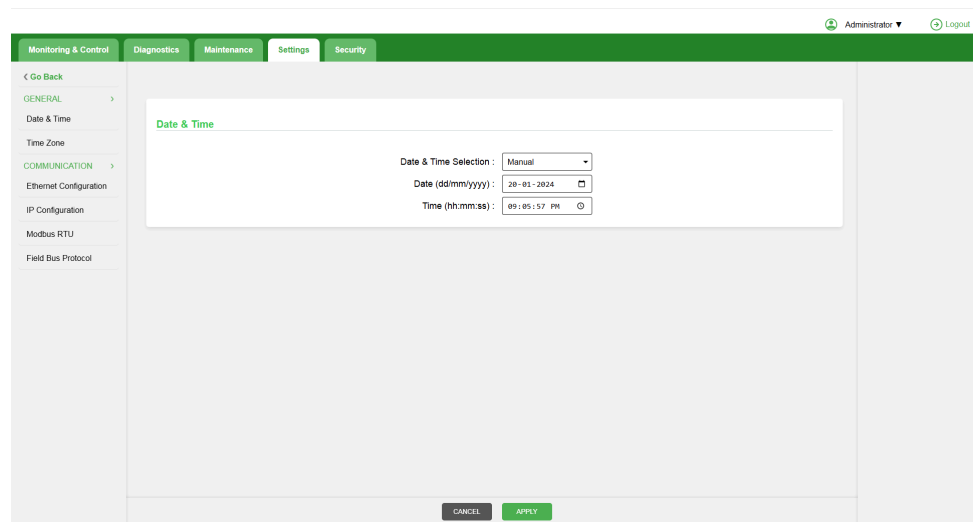 Administrator ▼ Logout
Monitoring & Control Diagnostics Maintenance Settings Security
Go Back
GENERAL
Date & Time
Time Zone
COMMUNICATION
Ethernet Configuration
IP Configuration
Modbus RTU
Field Bus Protocol
Date & Time
Date & Time Selection : Manual
Date (dd/mm/yyyy) : 20-01-2024
Time (hh:mm:ss) : 09:05:57 PM
CANCEL APPLY